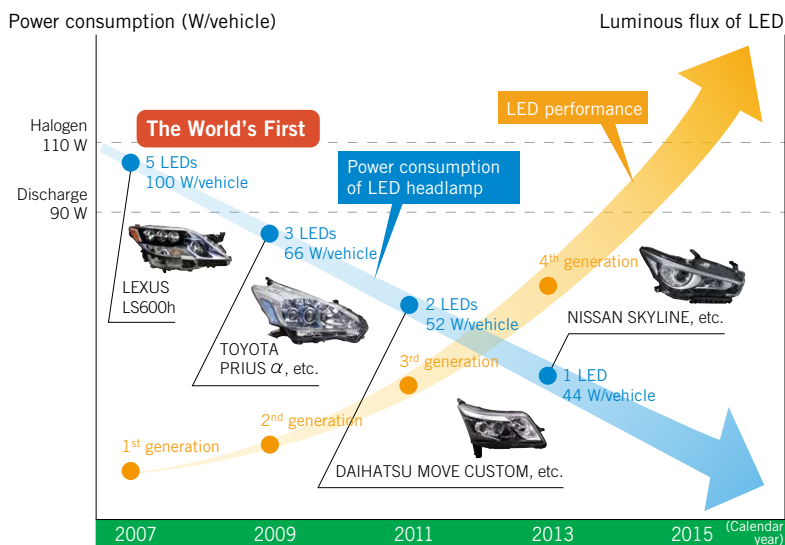 Power consumption (W/vehicle)
Luminous flux of LED
Halogen
110 W
Discharge
90 W
The World's First
LED performance
Power consumption
of LED headlamp
5 LEDs
100 W/vehicle
LEXUS
LS600h
3 LEDs
66 W/vehicle
TOYOTA
PRIUS α, etc.
2 LEDs
52 W/vehicle
DAIHATSU MOVE CUSTOM, etc.
1 LED
44 W/vehicle
NISSAN SKYLINE, etc.
1st generation
2nd generation
3rd generation
4th generation
2007
2009
2011
2013
2015
(Calendar
year)